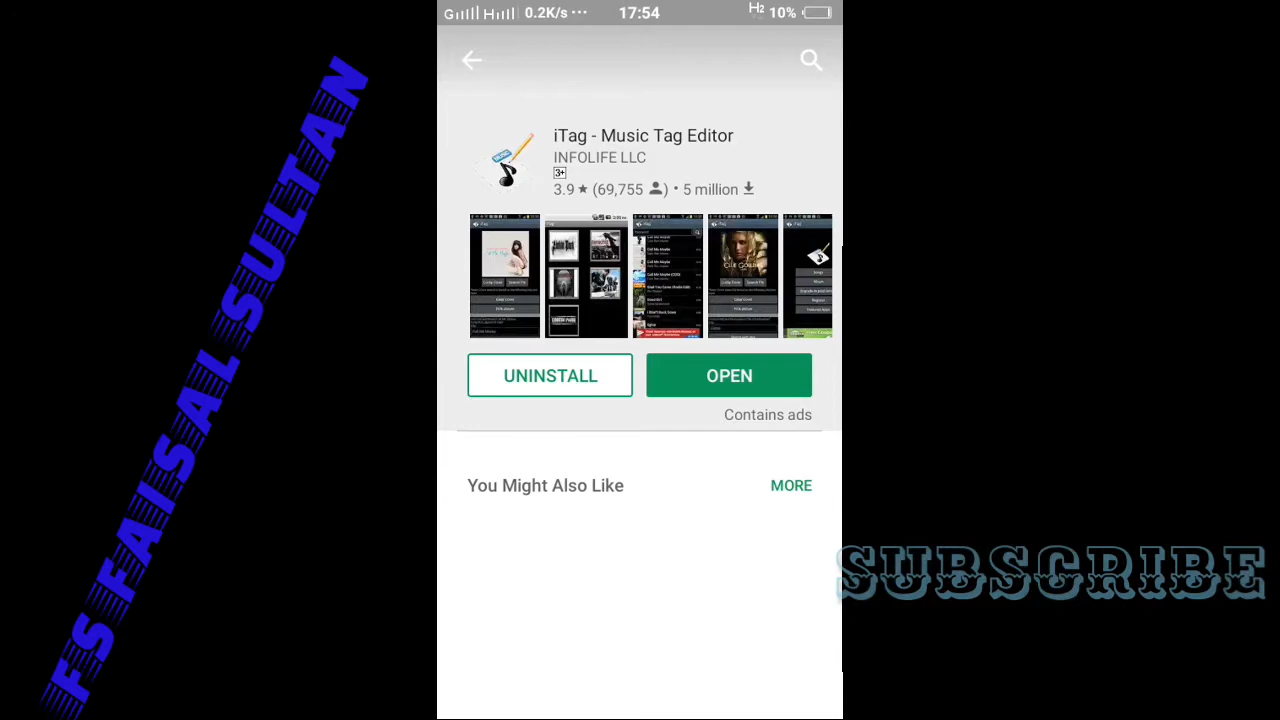 0.2K/s ··· 17:54 H2 10%
iTag - Music Tag Editor
INFOLIFE LLC
3+
3.9 ★ (69,755 ) • 5 million
UNINSTALL
OPEN
Contains ads
You Might Also Like
MORE
FS FAISAL SULTAN
SUBSCRIBE